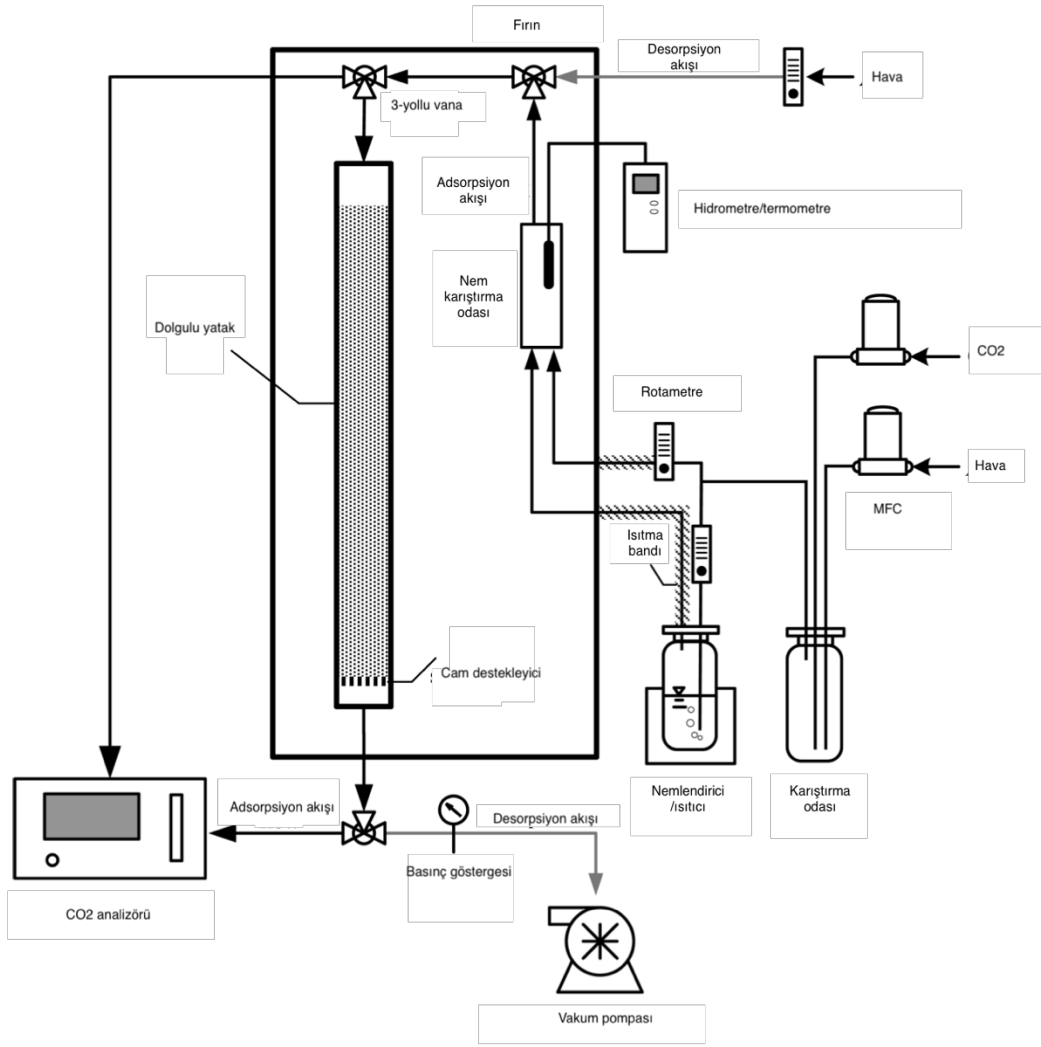 Fırın
Desorpsiyon
akışı
Hava
3-yollu vana
Adsorpsiyon
akışı
Hidrometre/termometre
Nem
karıştırma
odası
Dolgulu yatak
CO2
Rotametre
Hava
MFC
Isıtma
bandı
Cam destekleyici
Nemlendirici
/ısıtıcı
Karıştırma
odası
Adsorpsiyon akışı
Desorpsiyon akışı
Basınç göstergesi
CO2 analizörü
Vakum pompası